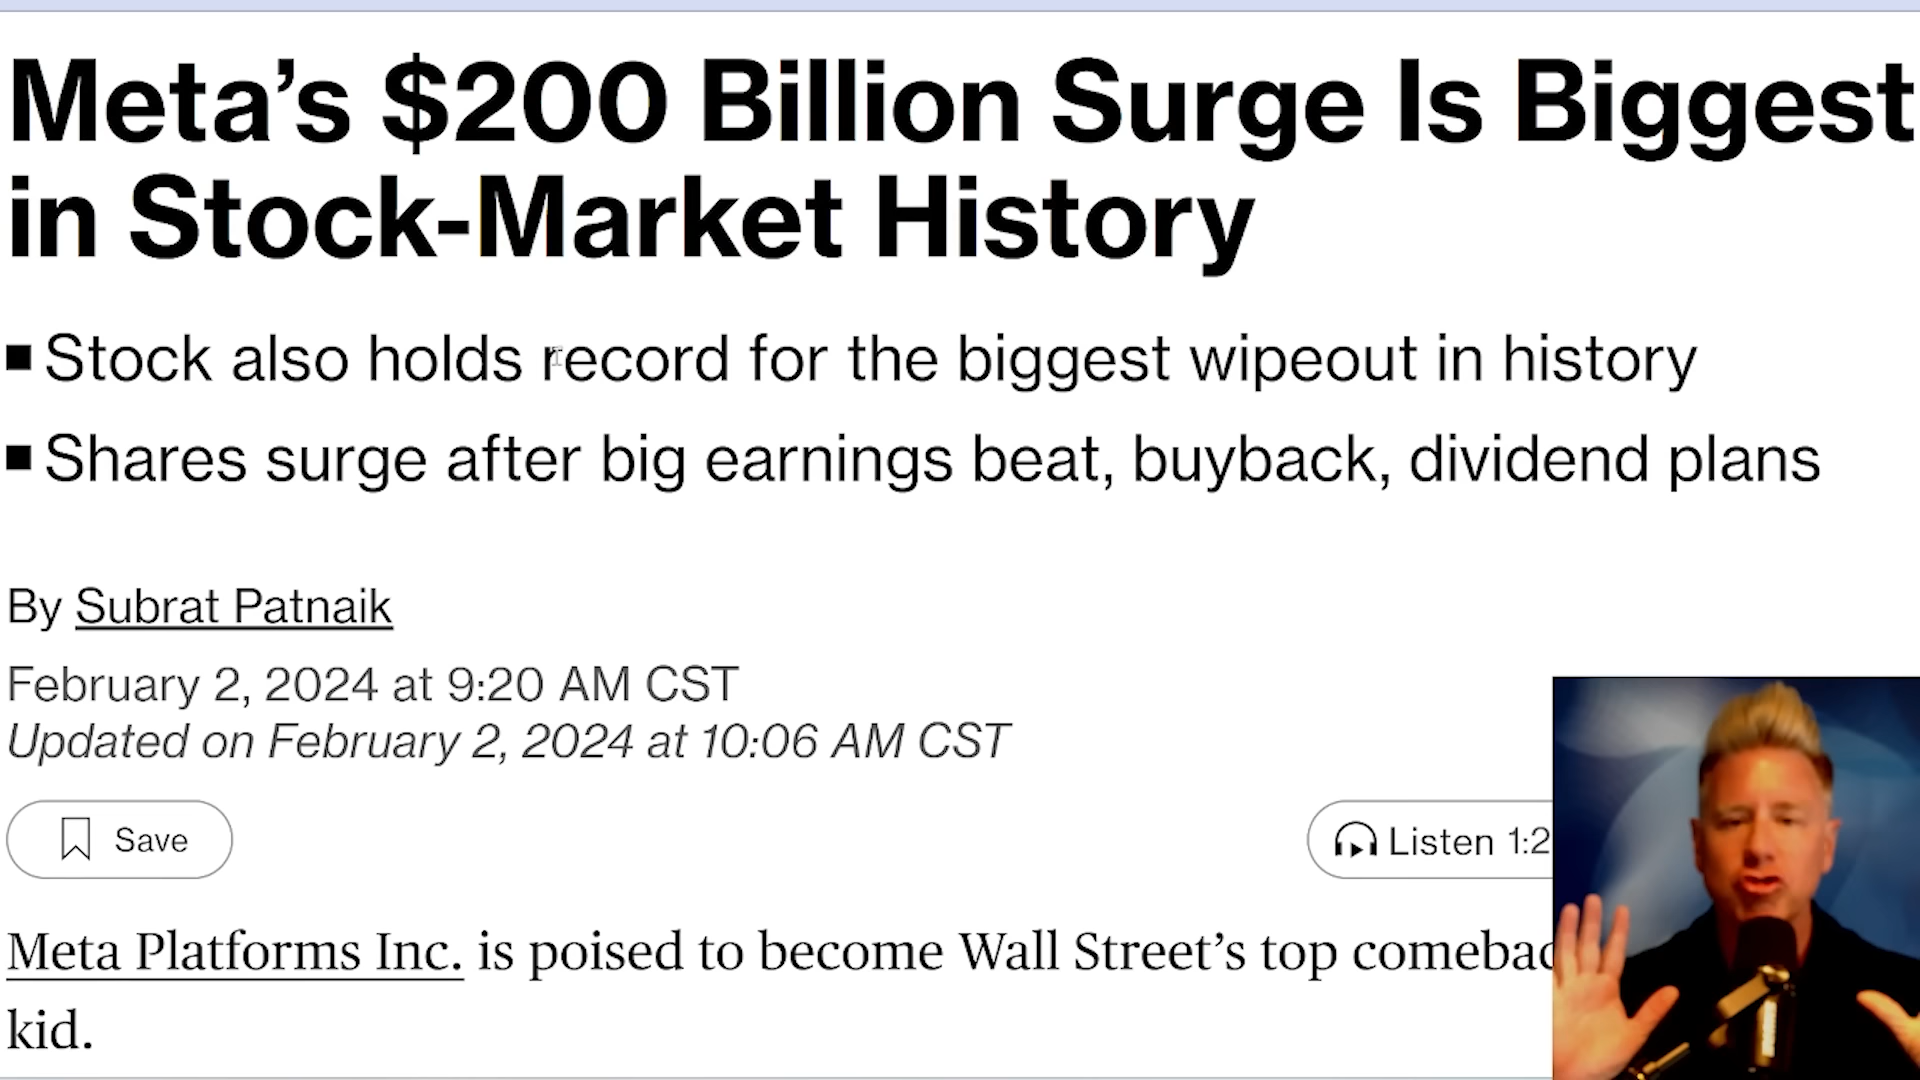 Meta’s $200 Billion Surge Is Biggest
in Stock-Market History
■ Stock also holds record for the biggest wipeout in history
■ Shares surge after big earnings beat, buyback, dividend plans
By Subrat Patnaik
February 2, 2024 at 9:20 AM CST
Updated on February 2, 2024 at 10:06 AM CST
Save
Listen 1:2
Meta Platforms Inc. is poised to become Wall Street’s top
kid.